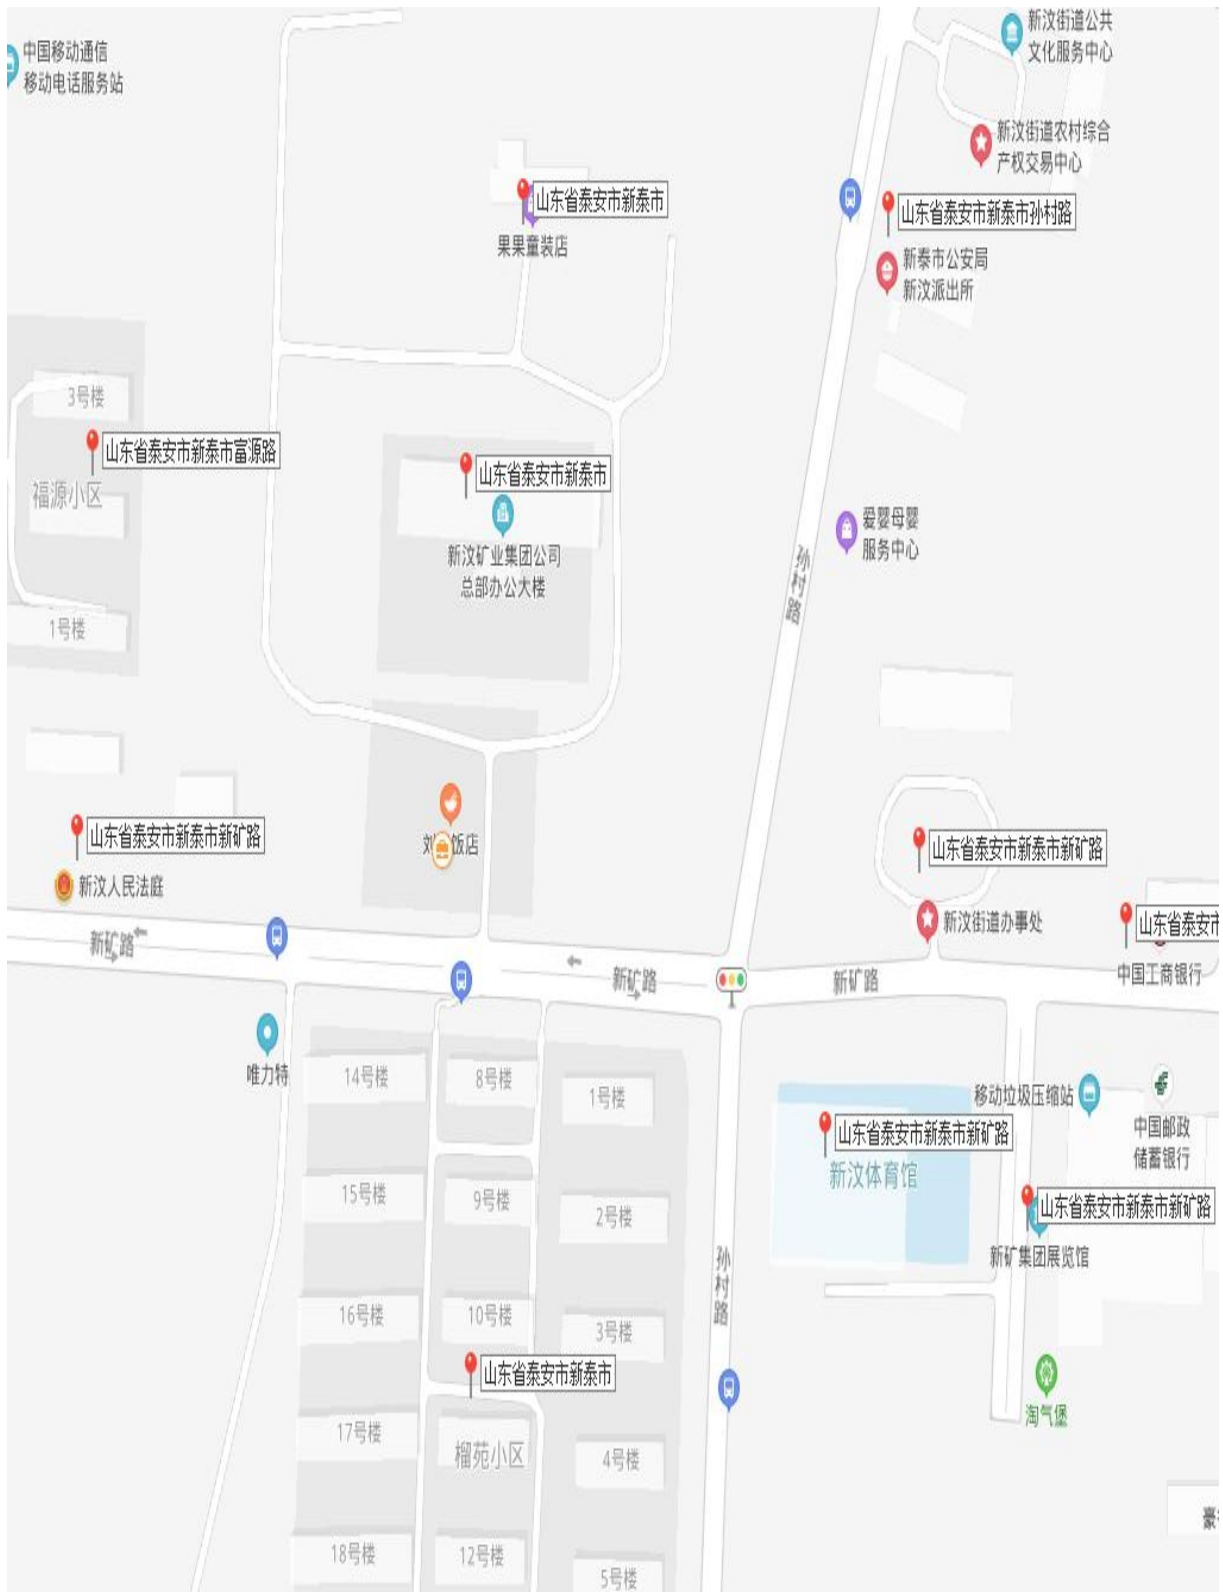 新汶街道公共
文化服务中心
中国移动通信
移动电话服务站
新汶街道农村综合
产权交易中心
山东省泰安市新泰市
果果童装店
山东省泰安市新泰市孙村路
新泰市公安局
新汶派出所
3号楼
山东省泰安市新泰市富源路
福源小区
1号楼
山东省泰安市新泰市
新汶矿业集团公司
总部办公大楼
爱婴母婴
服务中心
孙村路
山东省泰安市新泰市新矿路
新汶人民法庭
刘
饭店
山东省泰安市新泰市新矿路
新汶街道办事处
山东省泰安市
中国工商银行
新矿路
新矿路
新矿路
唯力特
14号楼
8号楼
1号楼
15号楼
9号楼
2号楼
16号楼
10号楼
3号楼
山东省泰安市新泰市
17号楼
榴苑小区
4号楼
18号楼
12号楼
5号楼
孙村路
移动垃圾压缩站
中国邮政
储蓄银行
山东省泰安市新泰市新矿路
新汶体育馆
山东省泰安市新泰市新矿路
新矿集团展览馆
淘气堡
豪